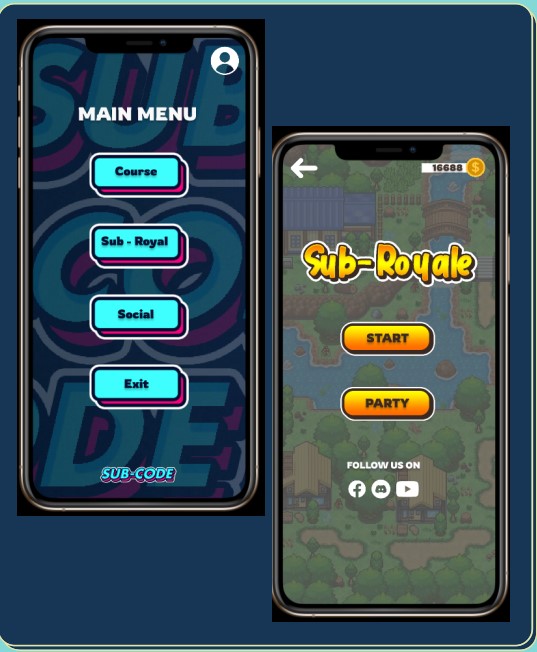 MAIN MENU
Course
Sub - Royal
Social
Exit
SUB-CODE
16688
Sub-Royale
START
PARTY
FOLLOW US ON